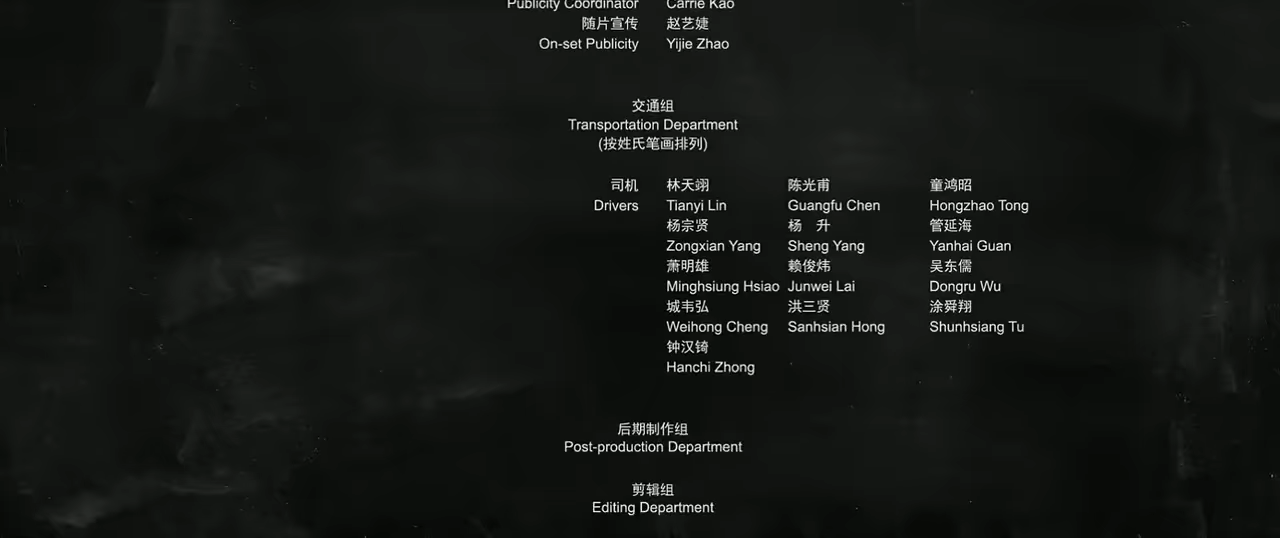 Publicity Coordinator Carrie Kao
随片宣传 赵艺婕
On-set Publicity Yijie Zhao
交通组
Transportation Department
(按姓氏笔画排列)
司机 林天翊 陈光甫 童鸿昭
Drivers Tianyi Lin Guangfu Chen Hongzhao Tong
杨宗贤 杨　升 管延海
Zongxian Yang Sheng Yang Yanhai Guan
萧明雄 赖俊炜 吴东儒
Minghsiung Hsiao Junwei Lai Dongru Wu
城韦弘 洪三贤 涂舜翔
Weihong Cheng Sanhsian Hong Shunhsiang Tu
钟汉锜
Hanchi Zhong
后期制作组
Post-production Department
剪辑组
Editing Department